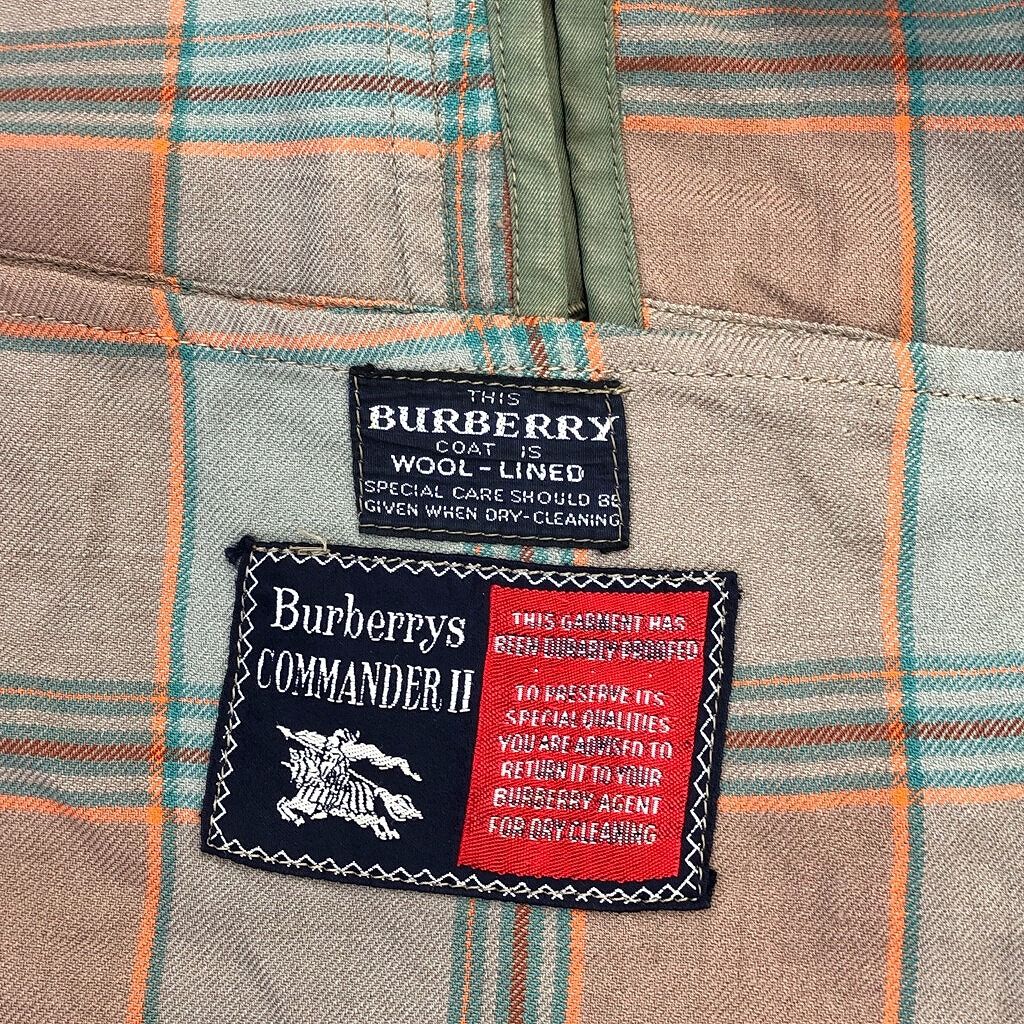 THIS
BURBERRY
COAT IS
WOOL-LINED
SPECIAL CARE SHOULD BE
GIVEN WHEN DRY-CLEANING
Burberrys
COMMANDER II
THIS GARMENT HAS
BEEN DURABLY PROOFED
TO PRESERVE ITS
SPECIAL QUALITIES
YOU ARE ADVISED TO
RETURN IT TO YOUR
BURBERRY AGENT
FOR DRY CLEANING